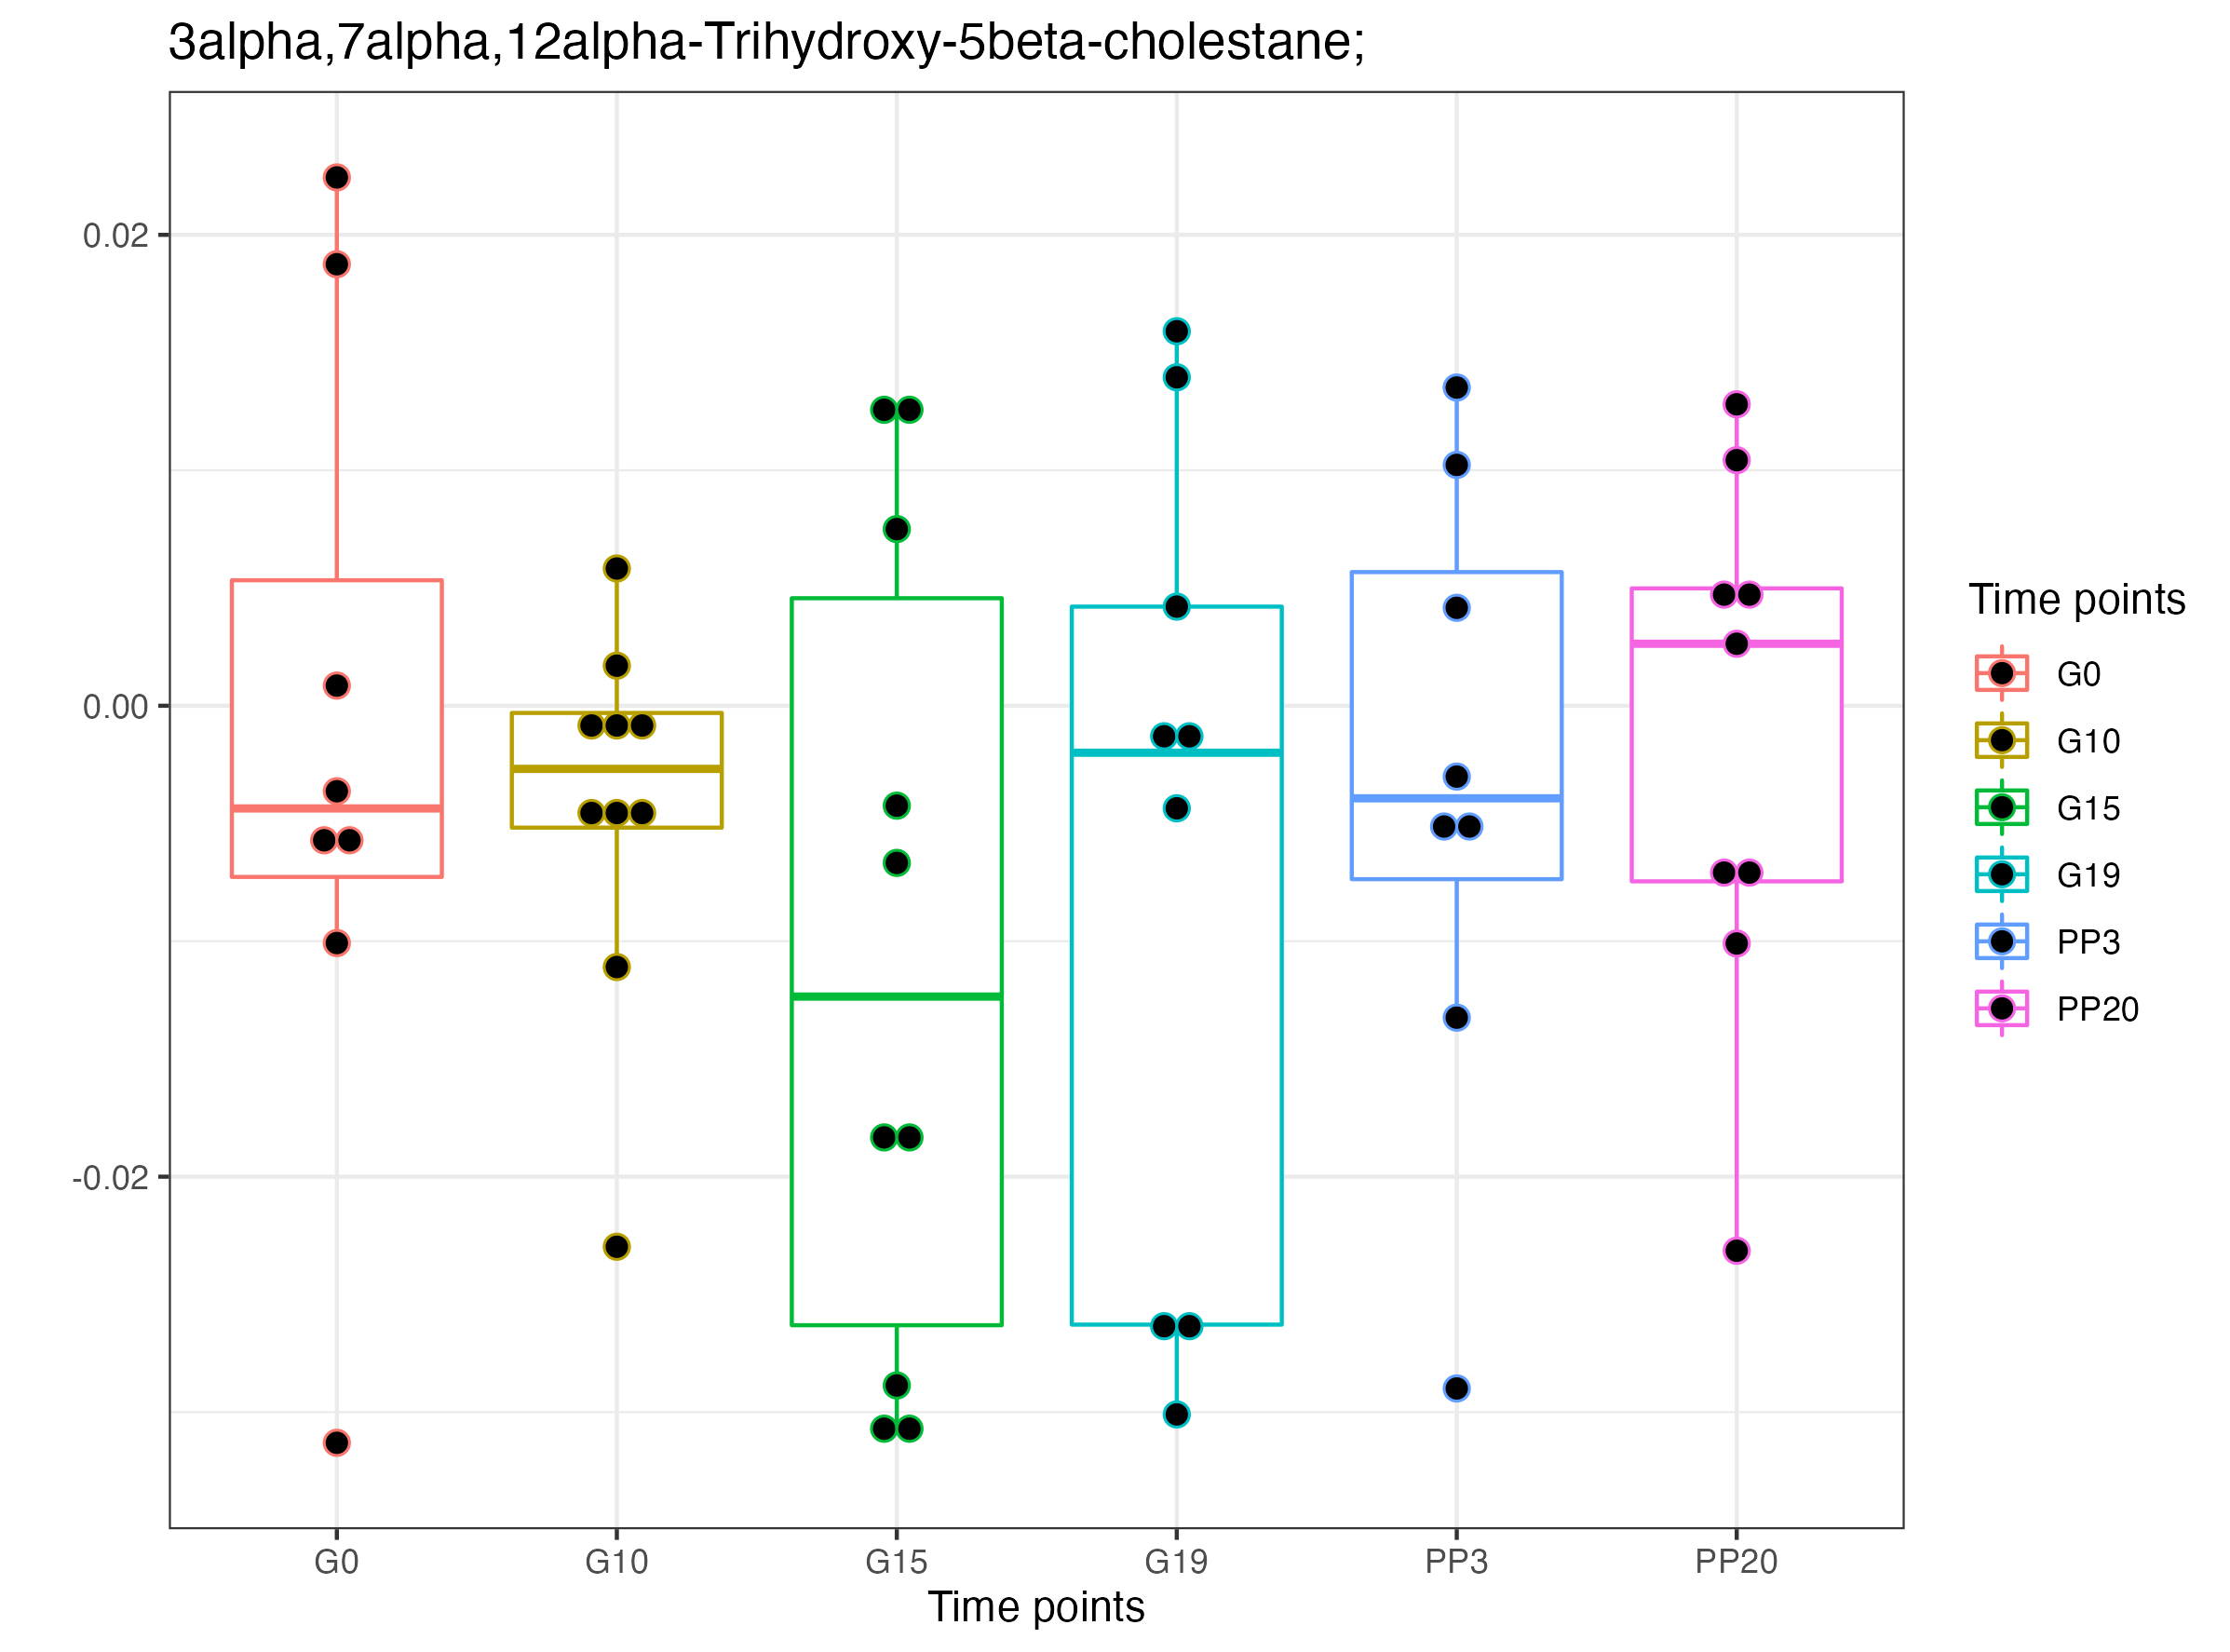 3alpha,7alpha,12alpha-Trihydroxy-5beta-cholestane;
0.02
0.00
-0.02
G0 G10 G15 G19 PP3 PP20
Time points
Time points
G0
G10
G15
G19
PP3
PP20